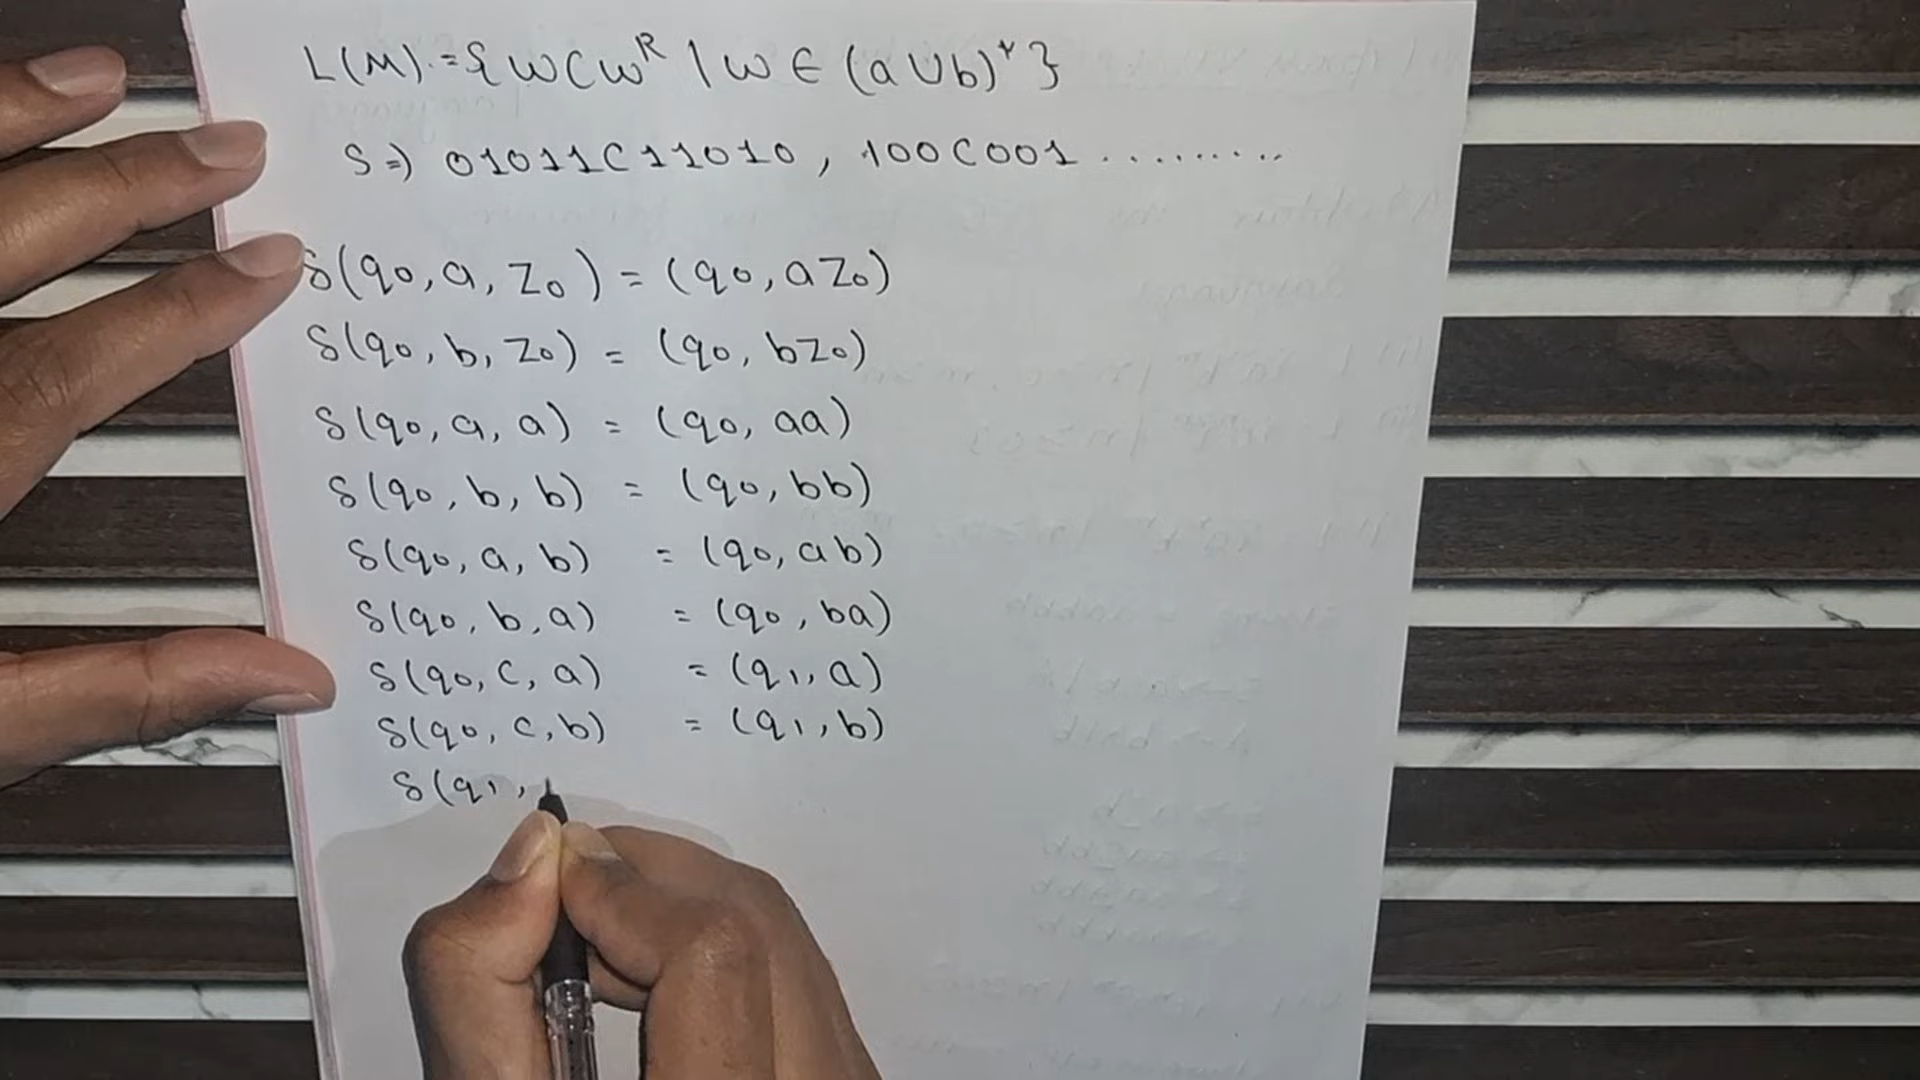 L(M) = {WCW^R | W ∈ (a∪b)^+}
S⇒ 01011C11010, 100C001 .........
δ(q0, a, Z0) = (q0, aZ0)
δ(q0, b, Z0) = (q0, bZ0)
δ(q0, a, a) = (q0, aa)
δ(q0, b, b) = (q0, bb)
δ(q0, a, b) = (q0, ab)
δ(q0, b, a) = (q0, ba)
δ(q0, C, a) = (q1, a)
δ(q0, C, b) = (q1, b)
δ(q1,